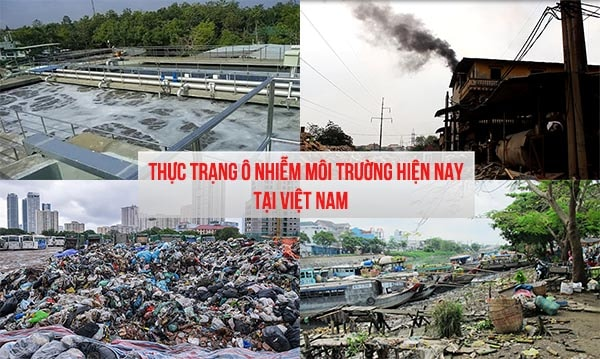 THỰC TRẠNG Ô NHIỄM MÔI TRƯỜNG HIỆN NAY
TẠI VIỆT NAM